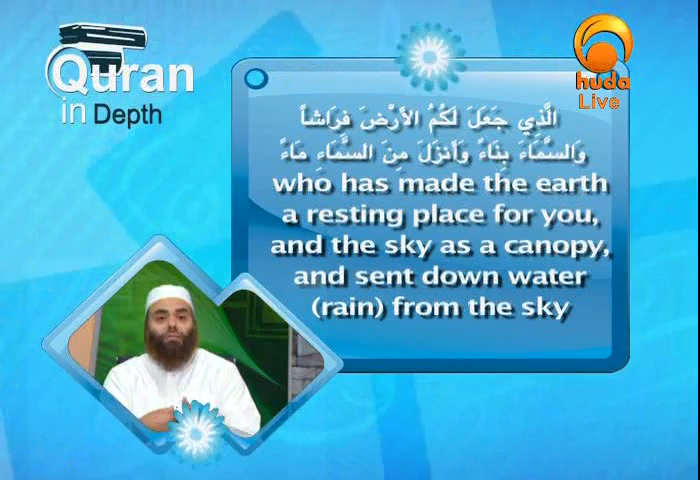 Quran
in Depth
huda
Live
الَّذِي جَعَلَ لَكُمُ الأَرْضَ فِرَاشاً
وَالسَّمَاءَ بِنَاءً وَأَنزَلَ مِنَ السَّمَاءِ مَاءً
who has made the earth
a resting place for you,
and the sky as a canopy,
and sent down water
(rain) from the sky